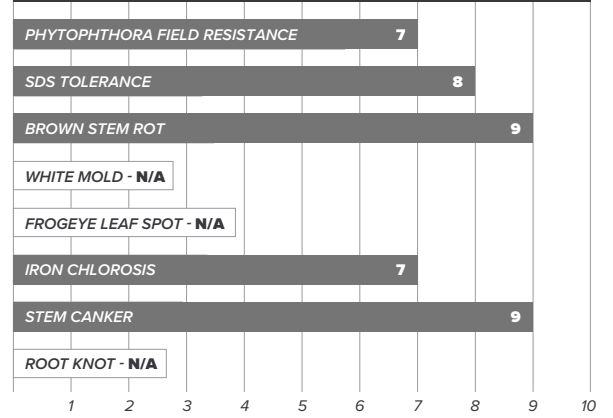 PHYTOPHTHORA FIELD RESISTANCE 7
SDS TOLERANCE 8
BROWN STEM ROT 9
WHITE MOLD - N/A
FROGEYE LEAF SPOT - N/A
IRON CHLOROSIS 7
STEM CANKER 9
ROOT KNOT - N/A
1 2 3 4 5 6 7 8 9 10